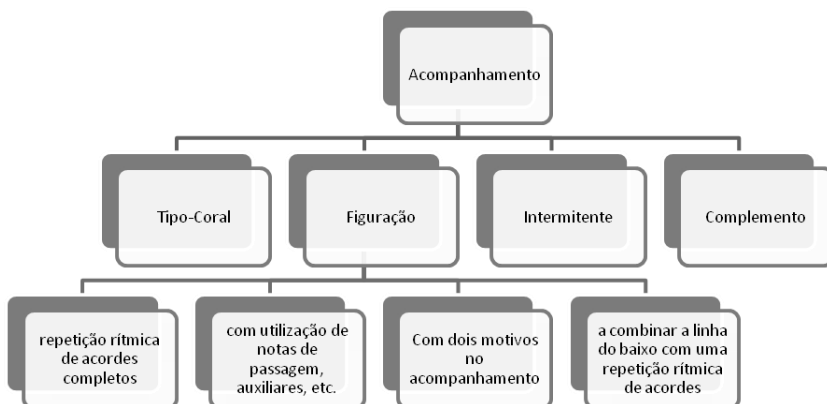 Acompanhamento
Tipo-Coral
Figuração
Intermitente
Complemento
repetição rítmica
de acordes
completos
com utilização de
notas de
passagem,
auxiliares, etc.
Com dois motivos
no
acompanhamento
a combinar a linha
do baixo com uma
repetição rítmica
de acordes